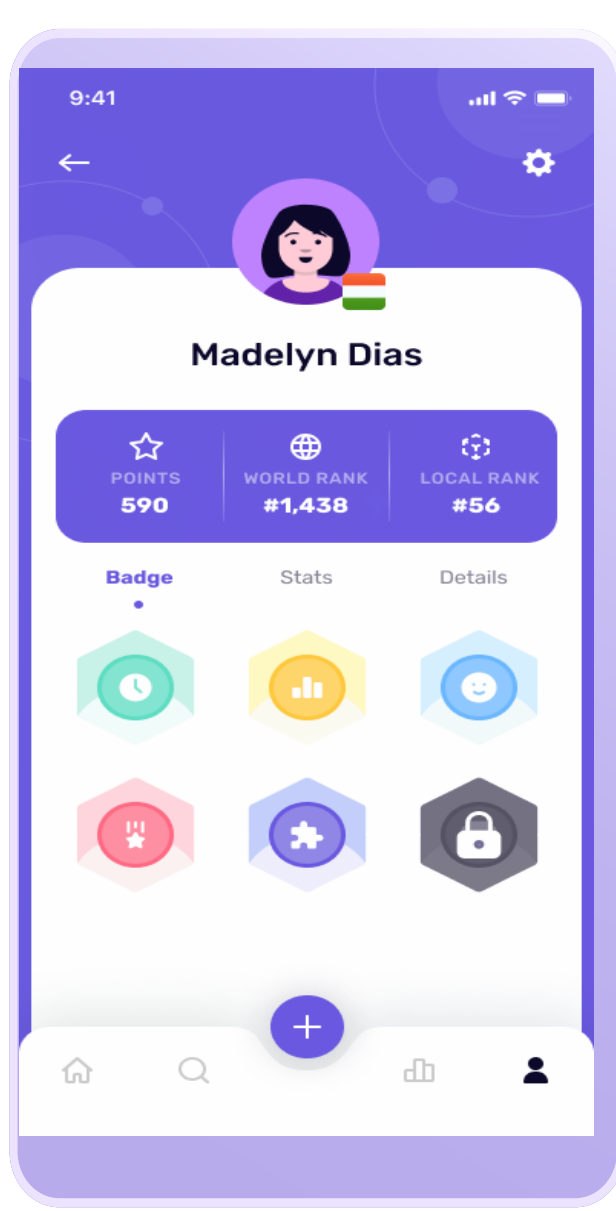 9:41
Madelyn Dias
POINTS WORLD RANK LOCAL RANK
590 #1,438 #56
Badge Stats Details